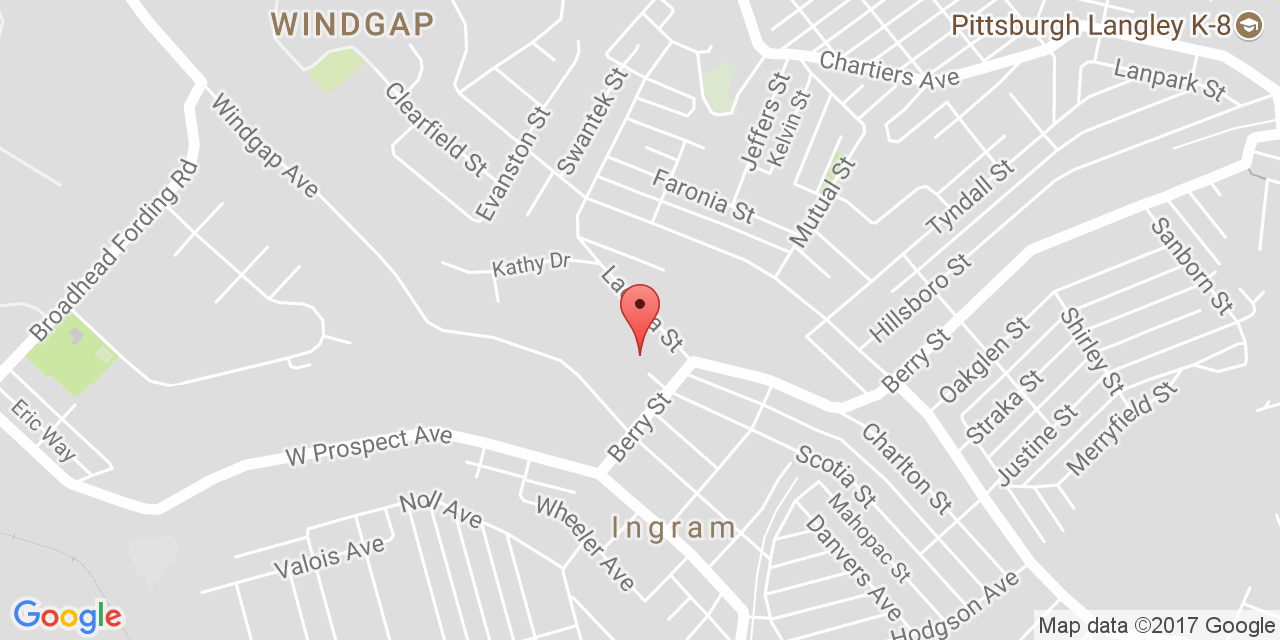 WINDGAP
Pittsburgh Langley K-8
Chartiers Ave
Lanpark St
Clearfield St
Windgap Ave
Evanston St
Swantek St
Jeffers St
Kelvin St
Faronia St
Mutual St
Tyndall St
Broadhead Fording Rd
Kathy Dr
Sanborn St
Hillsboro St
St
Berry St
Oakglen St
Shirley St
Straka St
Justine St
Merryfield St
Eric Way
W Prospect Ave
Berry St
Charlton St
Scotia St
Noll Ave
Wheeler Ave
Ingram
Mahopac St
Danvers Ave
Valois Ave
Hodgson Ave
Google
Map data ©2017 Google